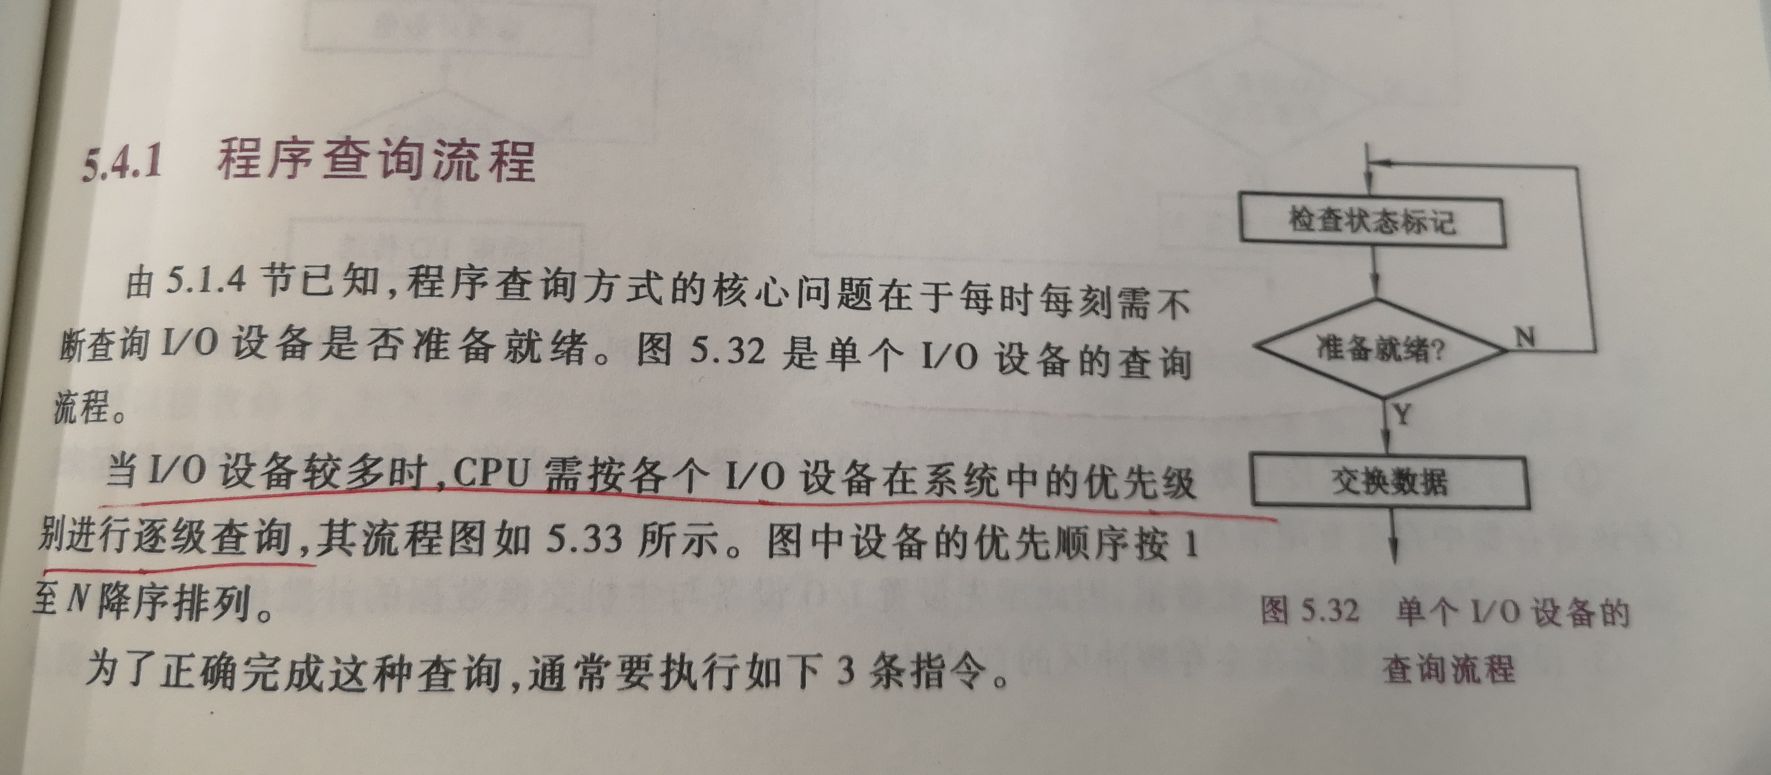 5.4.1 程序查询流程
由 5.1.4 节已知,程序查询方式的核心问题在于每时每刻需不
断查询 I/O 设备是否准备就绪。图 5.32 是单个 I/O 设备的查询
流程。
当 I/O 设备较多时,CPU 需按各个 I/O 设备在系统中的优先级
别进行逐级查询,其流程图如 5.33 所示。图中设备的优先顺序按 1
至 N 降序排列。
为了正确完成这种查询,通常要执行如下 3 条指令。
检查状态标记
准备就绪?
N
Y
交换数据
图 5.32 单个 I/O 设备的
查询流程